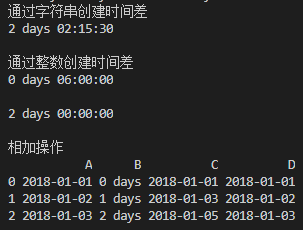 通过字符串创建时间差
2 days 02:15:30
通过整数创建时间差
0 days 06:00:00
2 days 00:00:00
相加操作
A B C D
0 2018-01-01 0 days 2018-01-01 2018-01-01
1 2018-01-02 1 days 2018-01-03 2018-01-02
2 2018-01-03 2 days 2018-01-05 2018-01-03